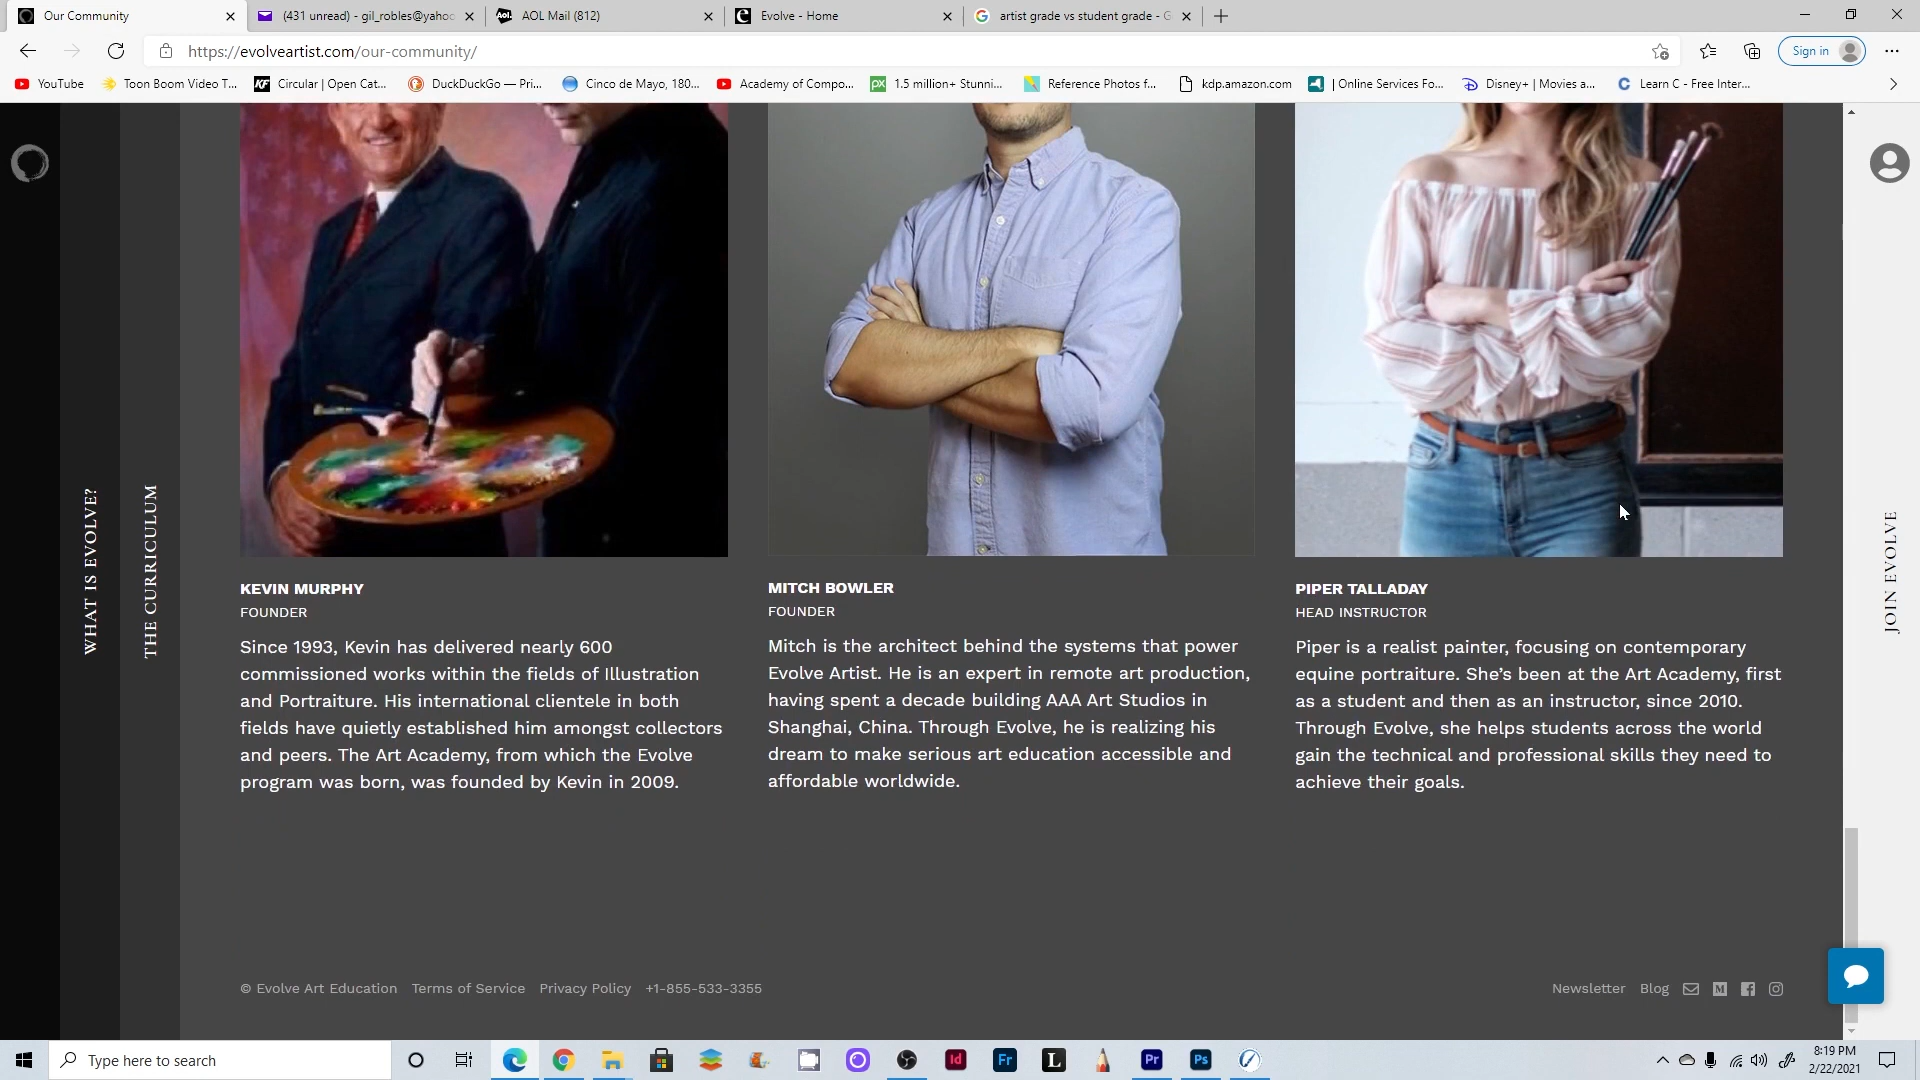 Our Community
(431 unread) - gil_robles@yahoo
AOL Mail (812)
Evolve - Home
artist grade vs student grade - G
https://evolveartist.com/our-community/
Sign in
YouTube
Toon Boom Video T...
Circular | Open Cat...
DuckDuckGo — Pri...
Cinco de Mayo, 180...
Academy of Compo...
1.5 million+ Stunni...
Reference Photos f...
kdp.amazon.com
| Online Services Fo...
Disney+ | Movies a...
Learn C - Free Inter...
WHAT IS EVOLVE?
THE CURRICULUM
KEVIN MURPHY
FOUNDER
Since 1993, Kevin has delivered nearly 600
commissioned works within the fields of Illustration
and Portraiture. His international clientele in both
fields have quietly established him amongst collectors
and peers. The Art Academy, from which the Evolve
program was born, was founded by Kevin in 2009.
MITCH BOWLER
FOUNDER
Mitch is the architect behind the systems that power
Evolve Artist. He is an expert in remote art production,
having spent a decade building AAA Art Studios in
Shanghai, China. Through Evolve, he is realizing his
dream to make serious art education accessible and
affordable worldwide.
PIPER TALLADAY
HEAD INSTRUCTOR
Piper is a realist painter, focusing on contemporary
equine portraiture. She's been at the Art Academy, first
as a student and then as an instructor, since 2010.
Through Evolve, she helps students across the world
gain the technical and professional skills they need to
achieve their goals.
JOIN EVOLVE
© Evolve Art Education Terms of Service Privacy Policy +1-855-533-3355
Newsletter Blog
Type here to search
8:19 PM
2/22/2021